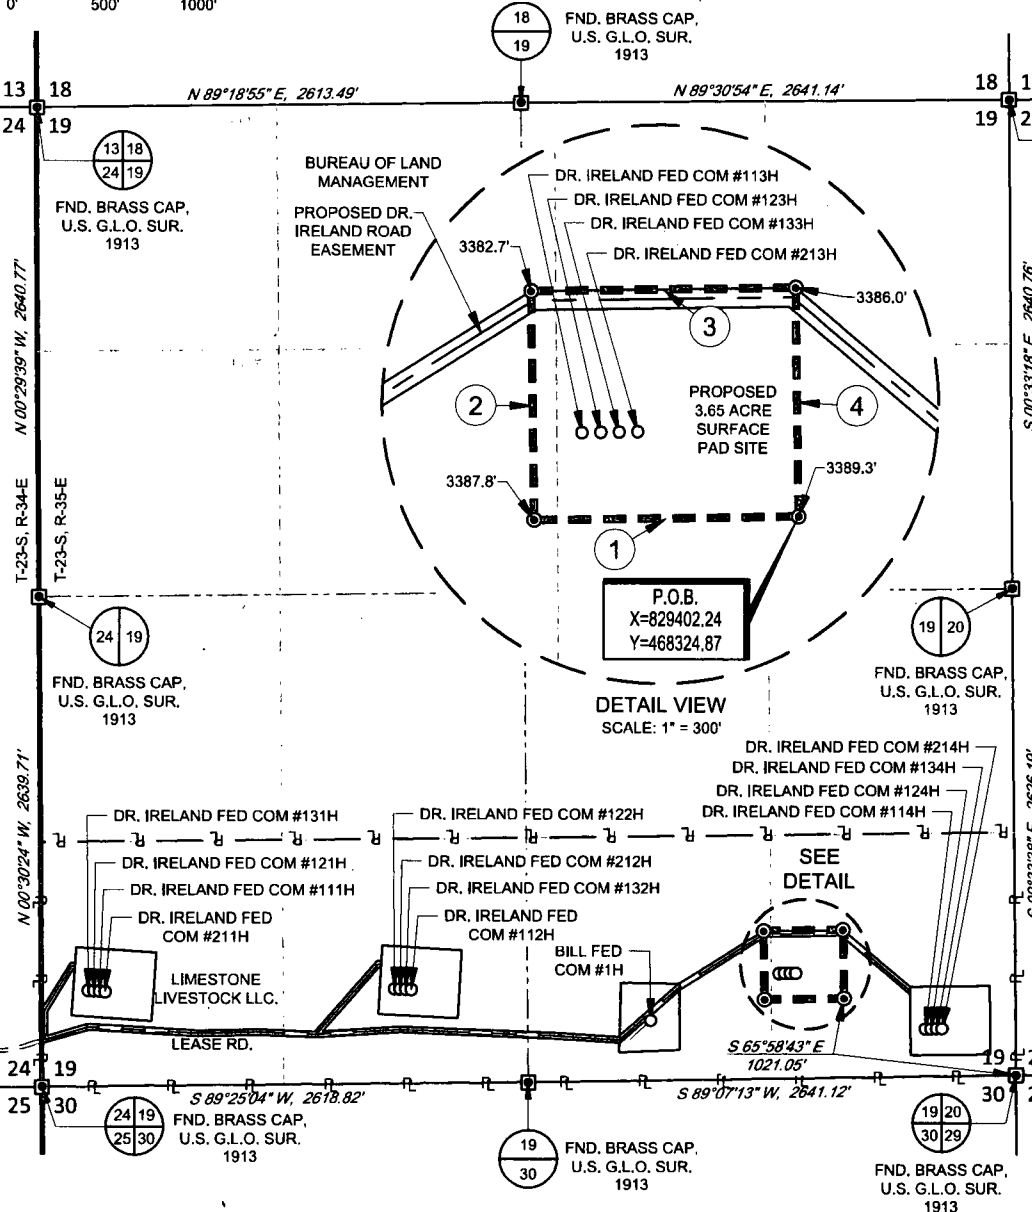 0' 500' 1000'
18
19
FND. BRASS CAP,
U.S. G.L.O. SUR.
1913
13 18
24 19
N 89°18'55" E, 2613.49'
N 89°30'54" E, 2641.14'
18 1
19 2
13 18
24 19
FND. BRASS CAP,
U.S. G.L.O. SUR.
1913
BUREAU OF LAND
MANAGEMENT
PROPOSED DR.
IRELAND ROAD
EASEMENT
DR. IRELAND FED COM #113H
DR. IRELAND FED COM #123H
DR. IRELAND FED COM #133H
DR. IRELAND FED COM #213H
3382.7'
3386.0'
3
2
4
PROPOSED
3.65 ACRE
SURFACE
PAD SITE
3387.8'
3389.3'
1
P.O.B.
X=829402.24
Y=468324.87
DETAIL VIEW
SCALE: 1" = 300'
N 00°29'39" W, 2640.77'
S 00°33'18" E, 2640.76'
T-23-S, R-34-E
T-23-S, R-35-E
24 19
FND. BRASS CAP,
U.S. G.L.O. SUR.
1913
19 20
FND. BRASS CAP,
U.S. G.L.O. SUR.
1913
N 00°30'24" W, 2639.71'
DR. IRELAND FED COM #214H
DR. IRELAND FED COM #134H
DR. IRELAND FED COM #124H
DR. IRELAND FED COM #114H
DR. IRELAND FED COM #131H
DR. IRELAND FED COM #121H
DR. IRELAND FED COM #111H
DR. IRELAND FED
COM #211H
DR. IRELAND FED COM #122H
DR. IRELAND FED COM #212H
DR. IRELAND FED COM #132H
DR. IRELAND FED
COM #112H
SEE
DETAIL
BILL FED
COM #1H
LIMESTONE
LIVESTOCK LLC.
LEASE RD.
S 65°58'43" E
1021.05'
24 19
25 30
19 2
30 2
S 89°25'04" W, 2618.82'
S 89°07'13" W, 2641.12'
24 19
25 30
FND. BRASS CAP,
U.S. G.L.O. SUR.
1913
19
30
FND. BRASS CAP,
U.S. G.L.O. SUR.
1913
19 20
30 29
FND. BRASS CAP,
U.S. G.L.O. SUR.
1913